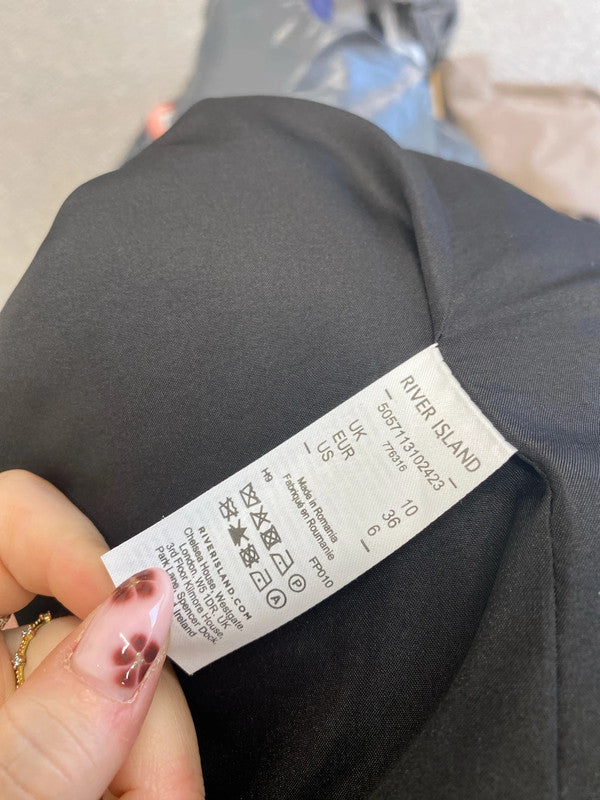 RIVER ISLAND
– 5057113102423 –
776316
UK 10
EUR 36
– US 6 –
H9
Made in Romania
Fabriqué en Roumanie
FP010
P
A
RIVERISLAND.COM
Chelsea House, Westgate,
London, W5 1DR, UK
3rd Floor Kilmore House,
Park Lane, Spencer Dock,
Ireland